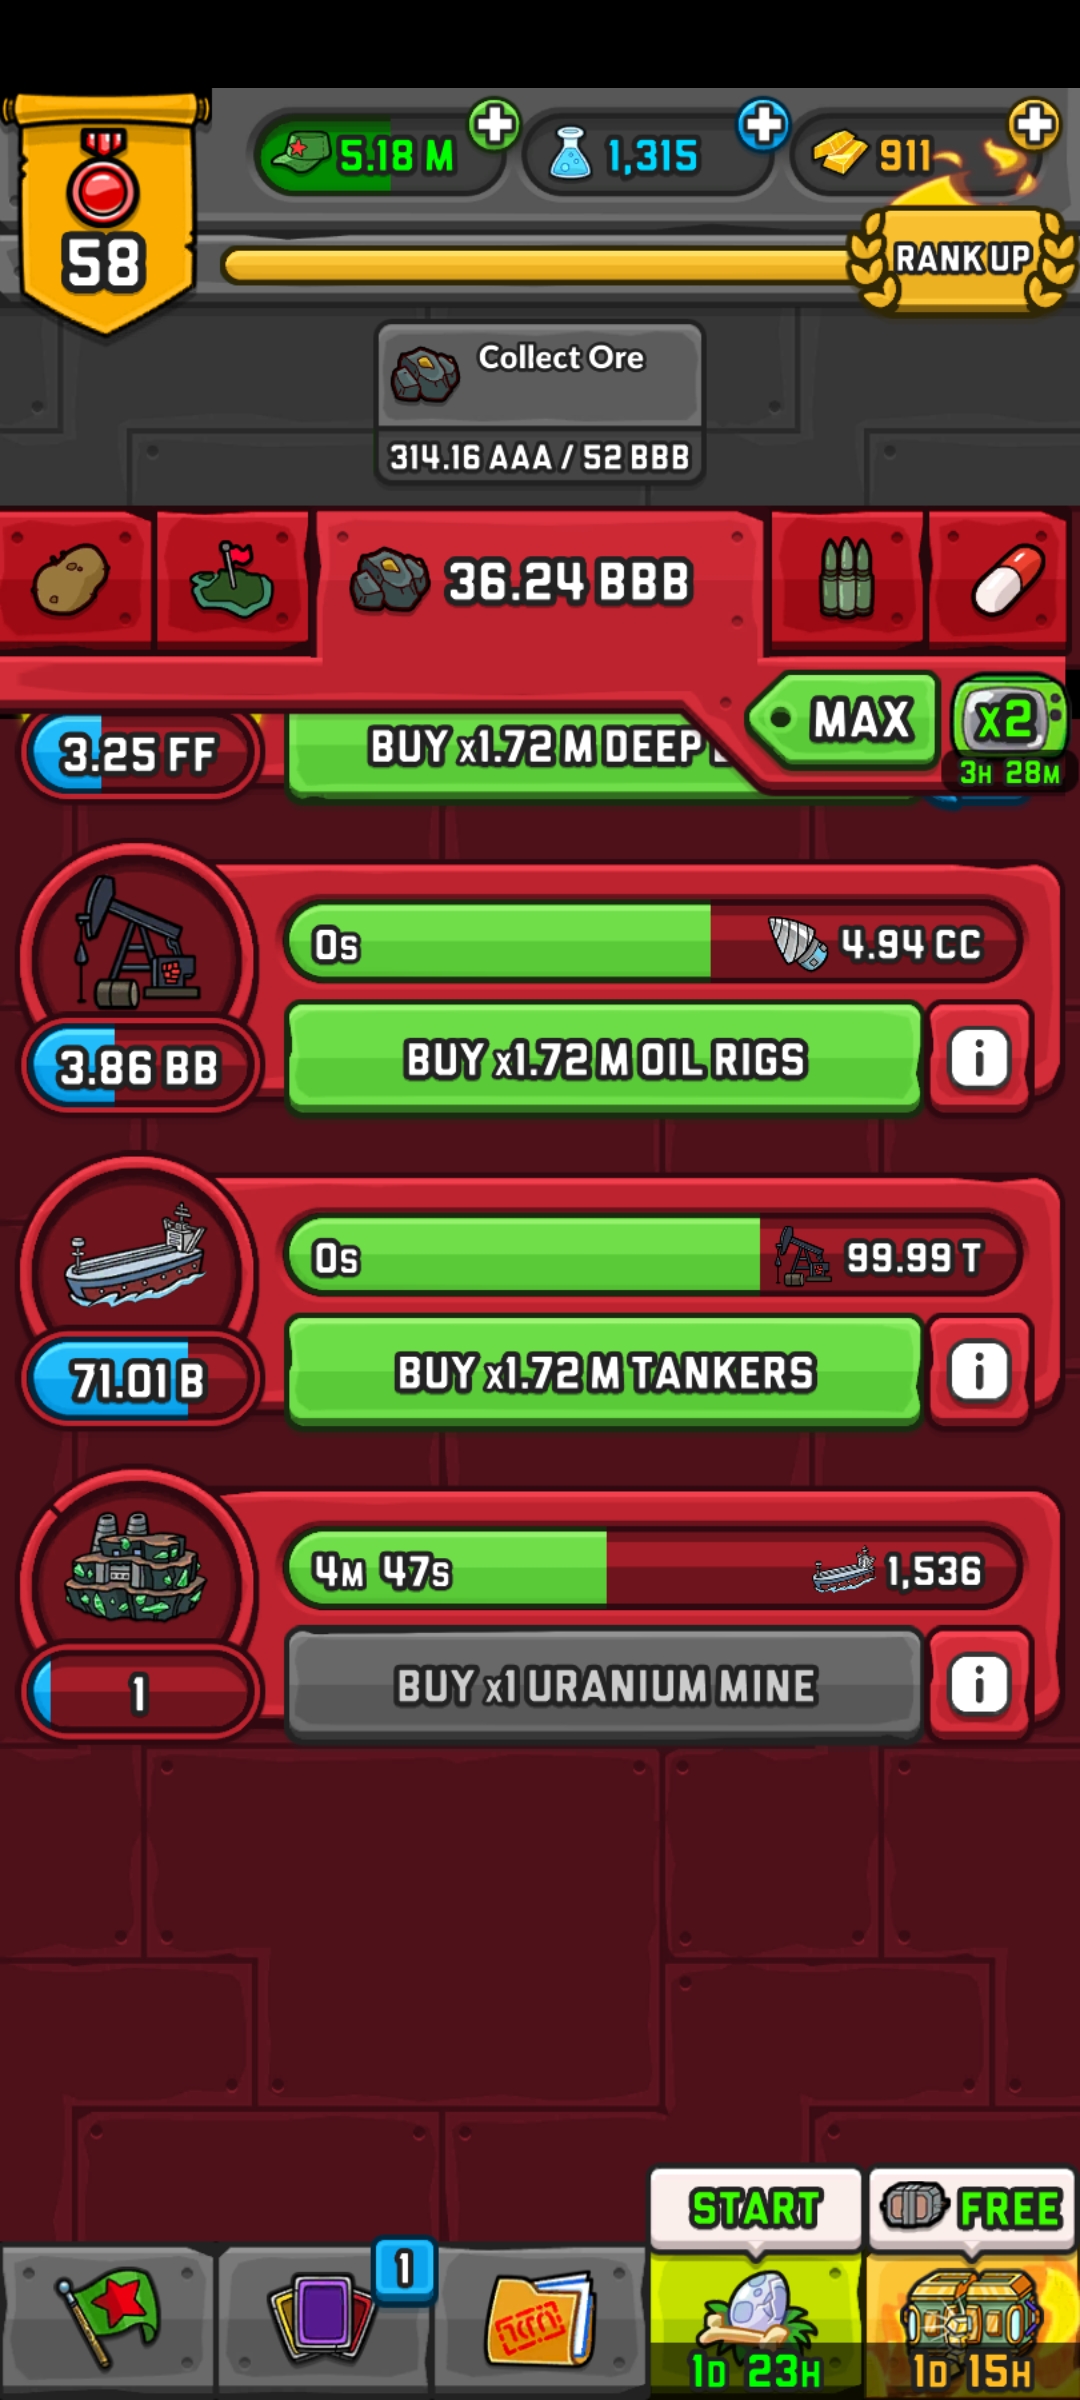 5.18 M
1,315
911
58
RANK UP
Collect Ore
314.16 AAA / 52 BBB
36.24 BBB
MAX
x2
3H 28M
3.25 FF
BUY x1.72 M DEEP
0s
4.94 CC
3.86 BB
BUY x1.72 M OIL RIGS
i
0s
99.99 T
71.01 B
BUY x1.72 M TANKERS
i
4M 47s
1,536
1
BUY x1 URANIUM MINE
i
START
FREE
1
1D 23H
1D 15H